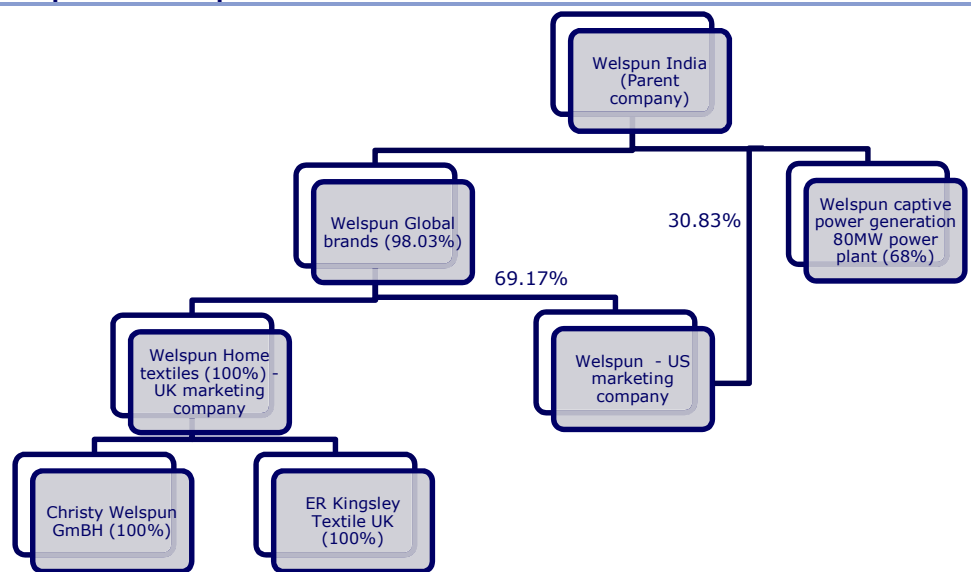 Welspun India
(Parent
company)
Welspun Global
brands (98.03%)
30.83%
Welspun captive
power generation
80MW power
plant (68%)
69.17%
Welspun Home
textiles (100%) -
UK marketing
company
Welspun - US
marketing
company
Christy Welspun
GmBH (100%)
ER Kingsley
Textile UK
(100%)